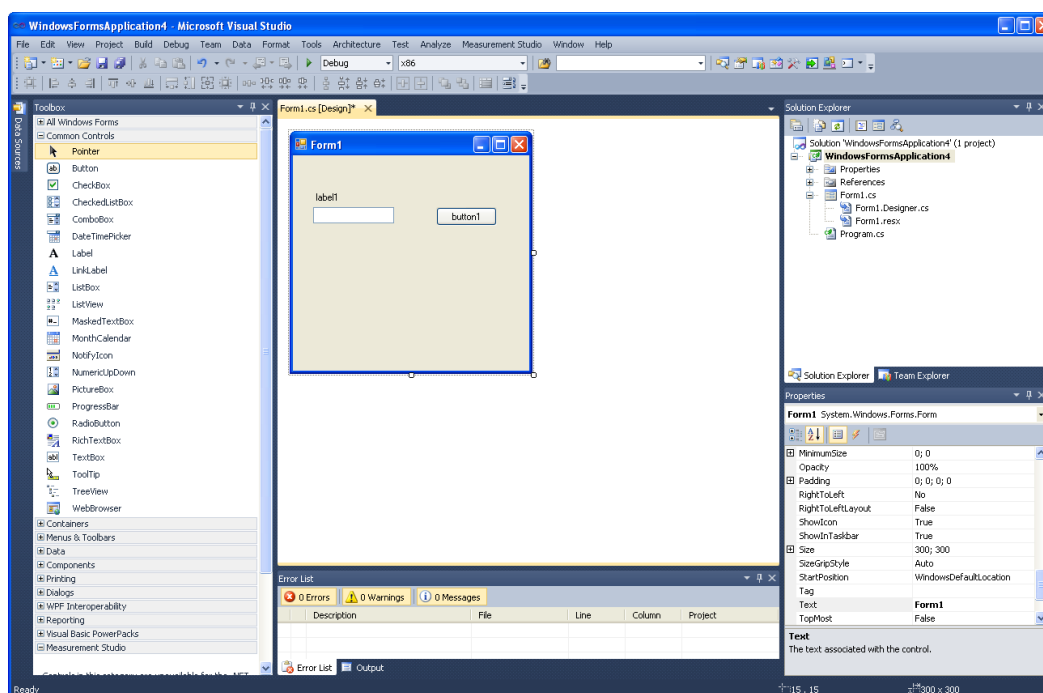 WindowsFormsApplication4 - Microsoft Visual Studio
File Edit View Project Build Debug Team Data Format Tools Architecture Test Analyze Measurement Studio Window Help
Debug x86
Data Sources
Toolbox
All Windows Forms
Common Controls
Pointer
Button
CheckBox
CheckedListBox
ComboBox
DateTimePicker
Label
LinkLabel
ListBox
ListView
MaskedTextBox
MonthCalendar
NotifyIcon
NumericUpDown
PictureBox
ProgressBar
RadioButton
RichTextBox
TextBox
ToolTip
TreeView
WebBrowser
Containers
Menus & Toolbars
Data
Components
Printing
Dialogs
WPF Interoperability
Reporting
Visual Basic PowerPacks
Measurement Studio
Form1.cs [Design]*
Form1
label1
button1
Error List
0 Errors 0 Warnings 0 Messages
Description File Line Column Project
Error List Output
Solution Explorer
Solution 'WindowsFormsApplication4' (1 project)
WindowsFormsApplication4
Properties
References
Form1.cs
Form1.Designer.cs
Form1.resx
Program.cs
Solution Explorer Team Explorer
Properties
Form1 System.Windows.Forms.Form
MinimumSize 0; 0
Opacity 100%
Padding 0; 0; 0; 0
RightToLeft No
RightToLeftLayout False
ShowIcon True
ShowInTaskbar True
Size 300; 300
SizeGripStyle Auto
StartPosition WindowsDefaultLocation
Tag
Text Form1
TopMost False
Text
The text associated with the control.
Ready 15 , 15 300 x 300